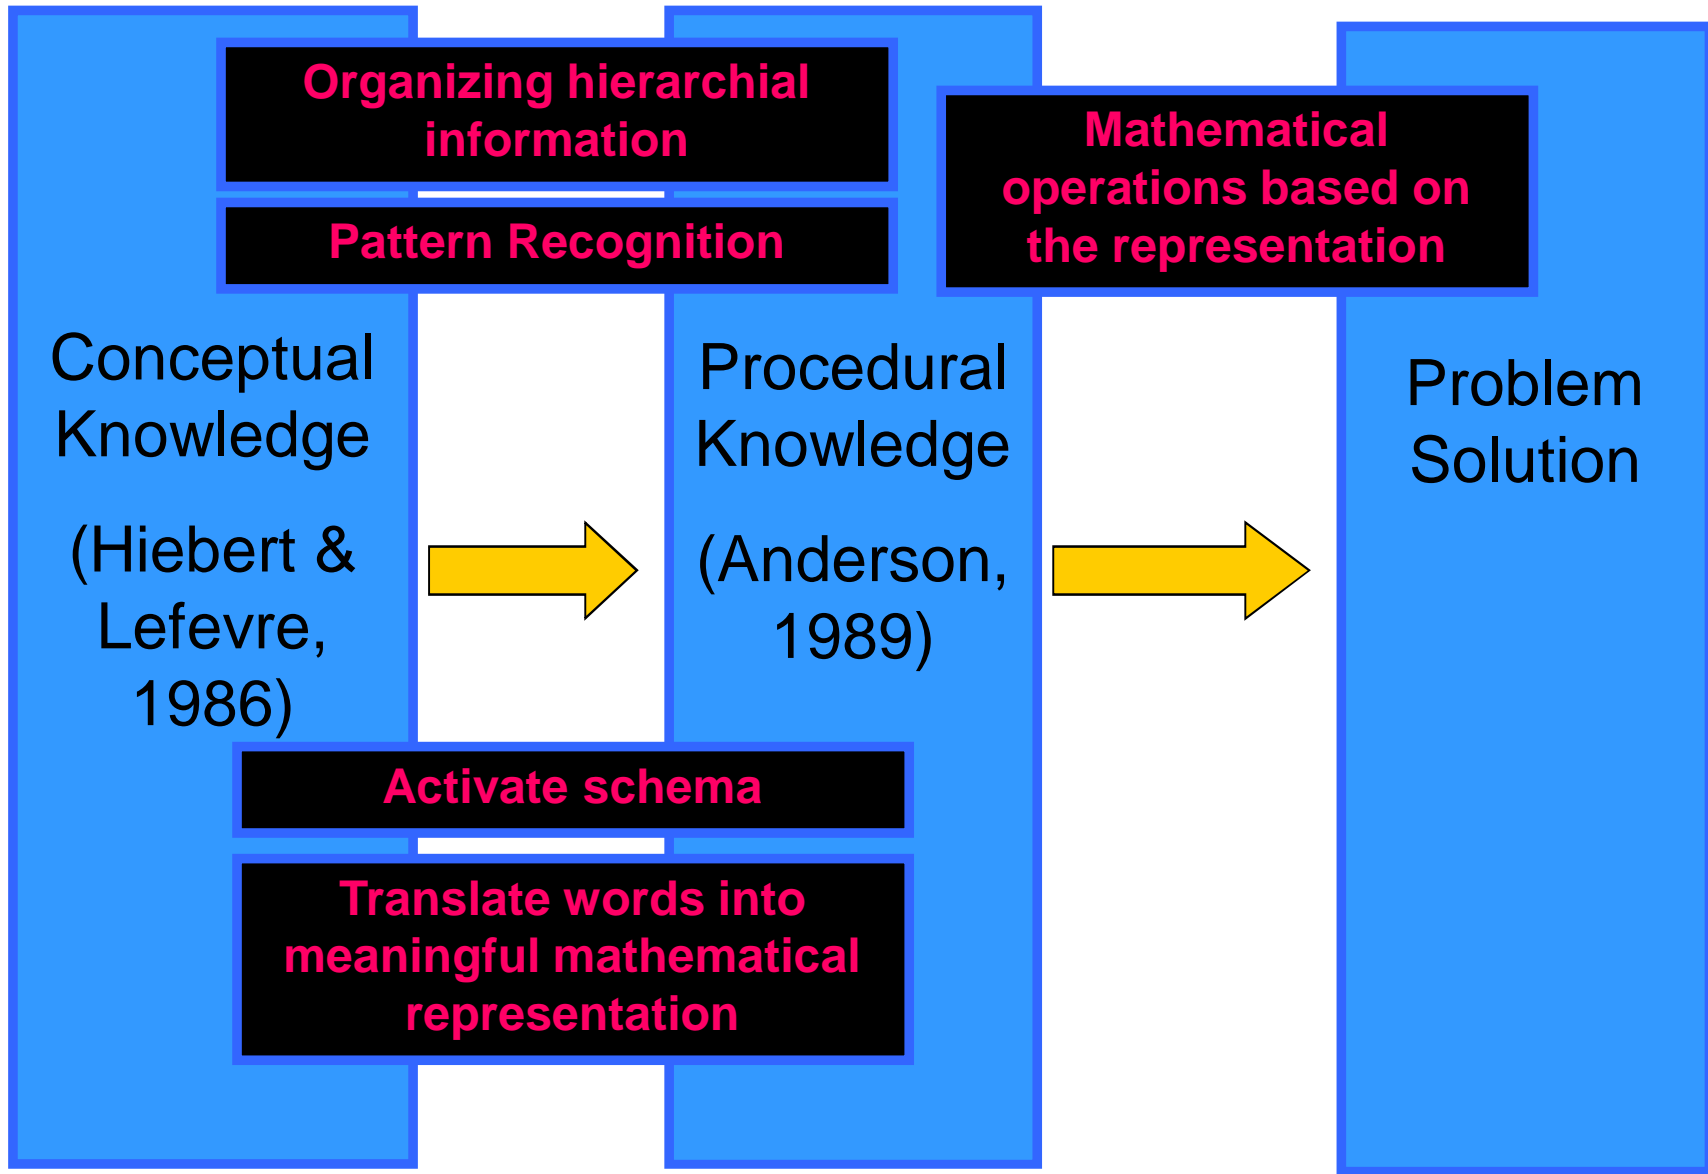 Organizing hierarchial
information
Pattern Recognition
Mathematical
operations based on
the representation
Conceptual
Knowledge
(Hiebert &
Lefevre,
1986)
Procedural
Knowledge
(Anderson,
1989)
Problem
Solution
Activate schema
Translate words into
meaningful mathematical
representation